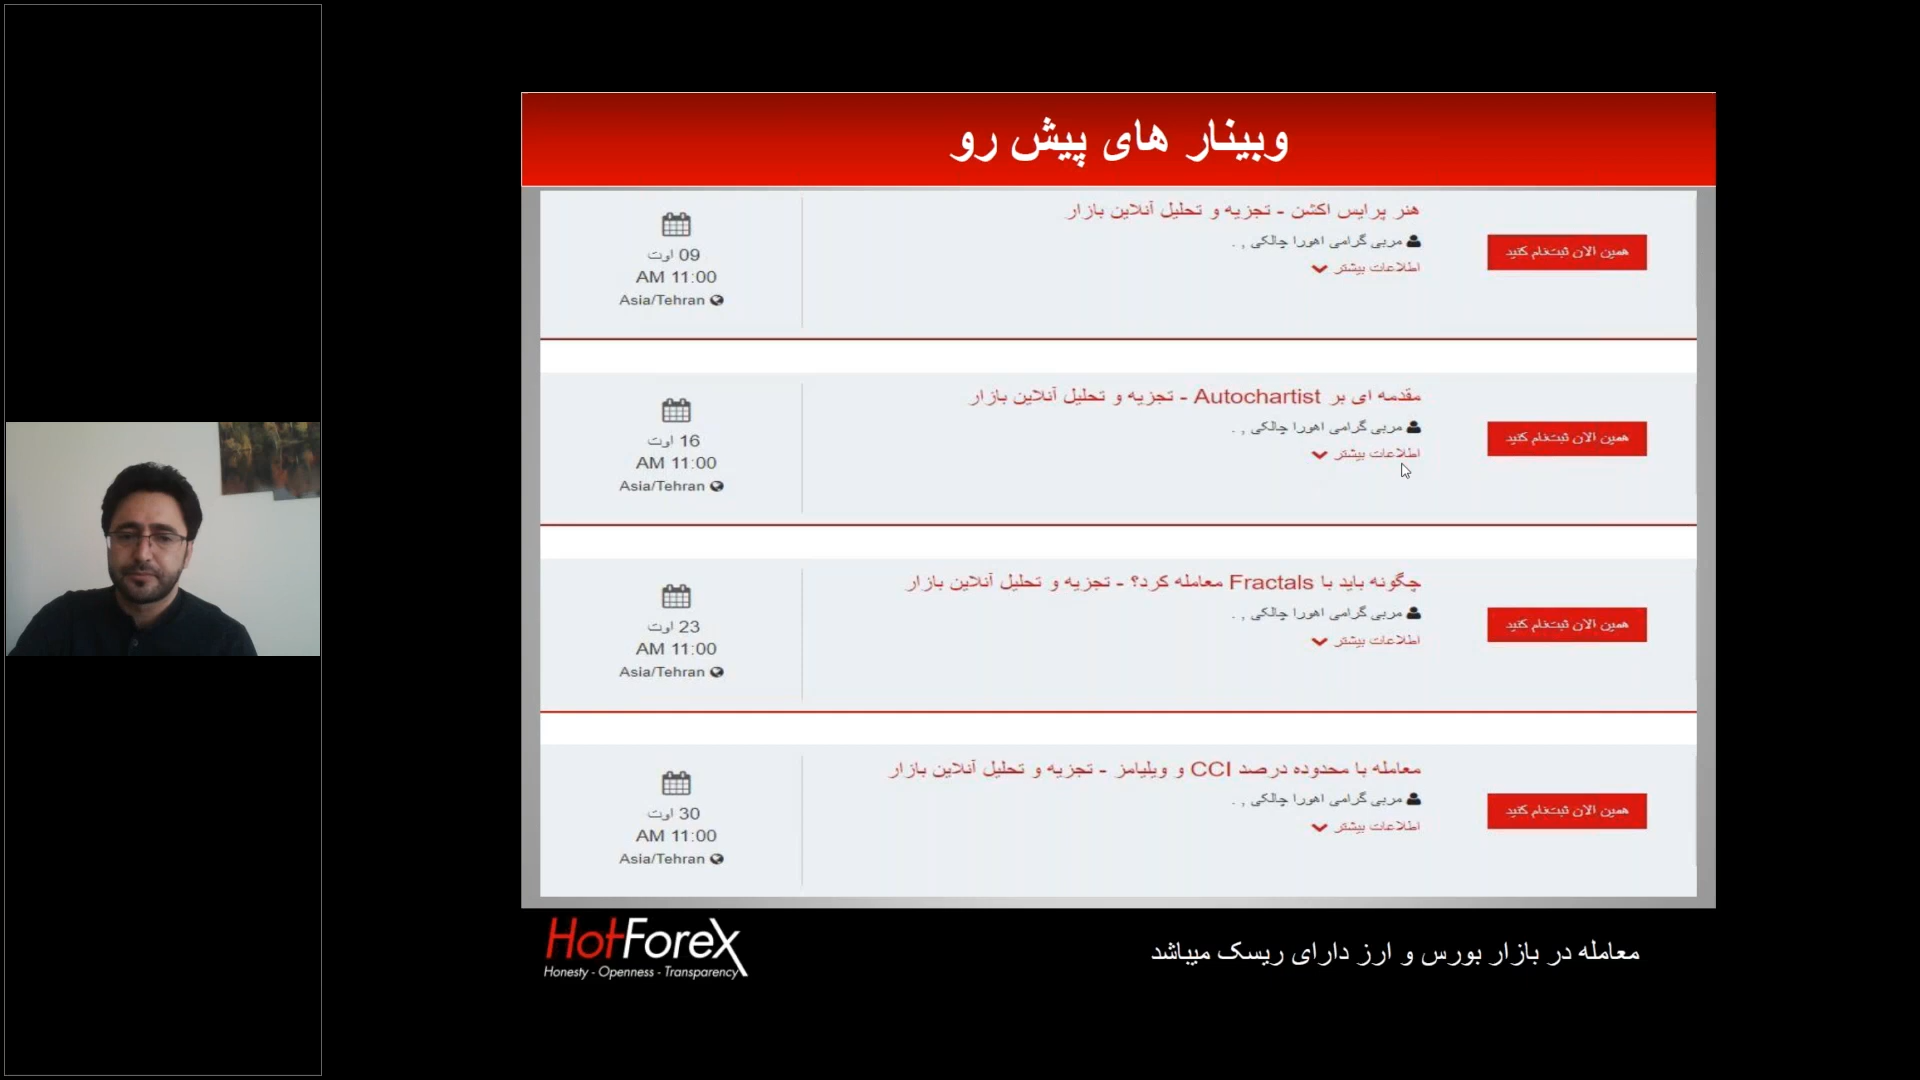 وبینار های پیش رو
هنر پرایس اکشن - تجزیه و تحلیل آنلاین بازار
مربی گرامی اهورا چالکی , .
اطلاعات بیشتر
همین الان ثبتنام کنید
09 اوت
11:00 AM
Asia/Tehran
مقدمه ای بر Autochartist - تجزیه و تحلیل آنلاین بازار
مربی گرامی اهورا چالکی , .
اطلاعات بیشتر
همین الان ثبتنام کنید
16 اوت
11:00 AM
Asia/Tehran
چگونه باید با Fractals معامله کرد؟ - تجزیه و تحلیل آنلاین بازار
مربی گرامی اهورا چالکی , .
اطلاعات بیشتر
همین الان ثبتنام کنید
23 اوت
11:00 AM
Asia/Tehran
معامله با محدوده درصد CCI و ویلیامز - تجزیه و تحلیل آنلاین بازار
مربی گرامی اهورا چالکی , .
اطلاعات بیشتر
همین الان ثبتنام کنید
30 اوت
11:00 AM
Asia/Tehran
HotForex
Honesty - Openness - Transparency
معامله در بازار بورس و ارز دارای ریسک میباشد